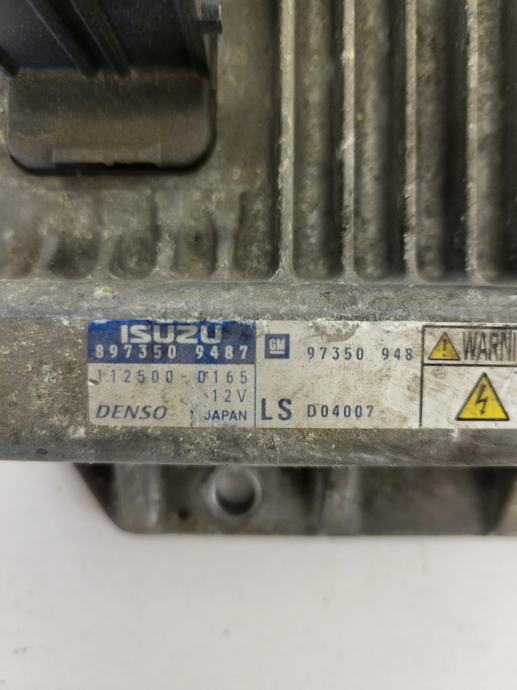 ISUZU
897350 9487
112500-0165
12V
DENSO JAPAN
GM 97350 948
LS D04007
WARNI